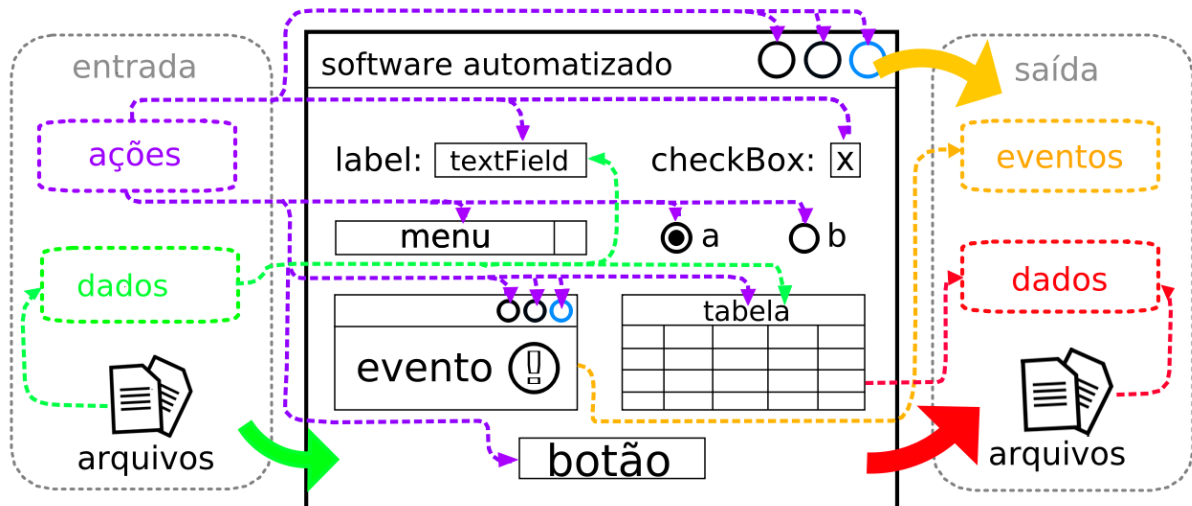 entrada
software automatizado
saída
ações
label: textField
checkBox: x
eventos
menu
a
b
dados
tabela
dados
evento !
arquivos
botão
arquivos